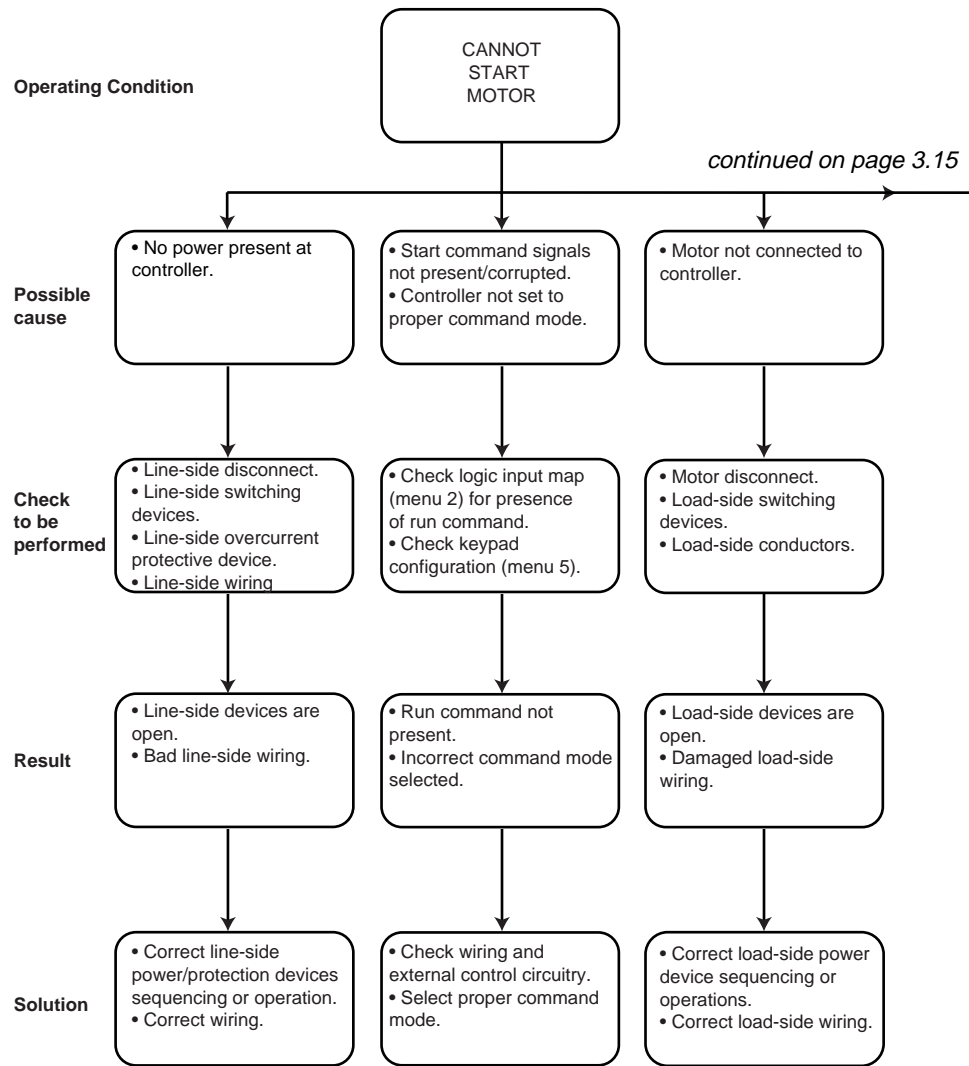 CANNOT
START
MOTOR
Operating Condition
continued on page 3.15
Possible
cause
• No power present at
controller.
• Start command signals
not present/corrupted.
• Controller not set to
proper command mode.
• Motor not connected to
controller.
Check
to be
performed
• Line-side disconnect.
• Line-side switching
devices.
• Line-side overcurrent
protective device.
• Line-side wiring
• Check logic input map
(menu 2) for presence
of run command.
• Check keypad
configuration (menu 5).
• Motor disconnect.
• Load-side switching
devices.
• Load-side conductors.
Result
• Line-side devices are
open.
• Bad line-side wiring.
• Run command not
present.
• Incorrect command mode
selected.
• Load-side devices are
open.
• Damaged load-side
wiring.
Solution
• Correct line-side
power/protection devices
sequencing or operation.
• Correct wiring.
• Check wiring and
external control circuitry.
• Select proper command
mode.
• Correct load-side power
device sequencing or
operations.
• Correct load-side wiring.